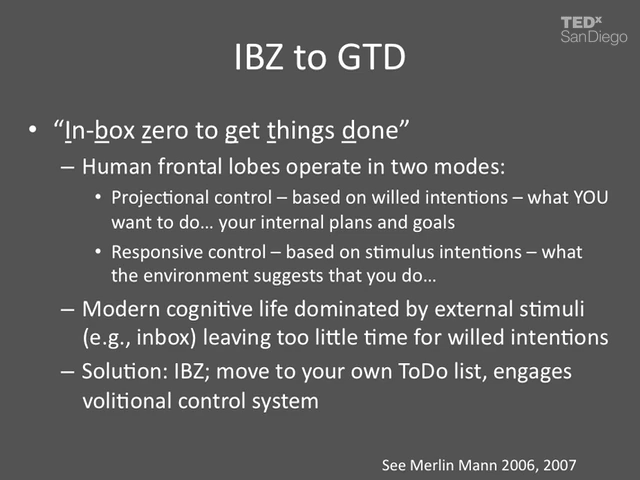 TEDx
SanDiego
IBZ to GTD
• “In-box zero to get things done”
– Human frontal lobes operate in two modes:
• Projectional control – based on willed intentions – what YOU
want to do… your internal plans and goals
• Responsive control – based on stimulus intentions – what
the environment suggests that you do…
– Modern cognitive life dominated by external stimuli
(e.g., inbox) leaving too little time for willed intentions
– Solution: IBZ; move to your own ToDo list, engages
volitional control system
See Merlin Mann 2006, 2007